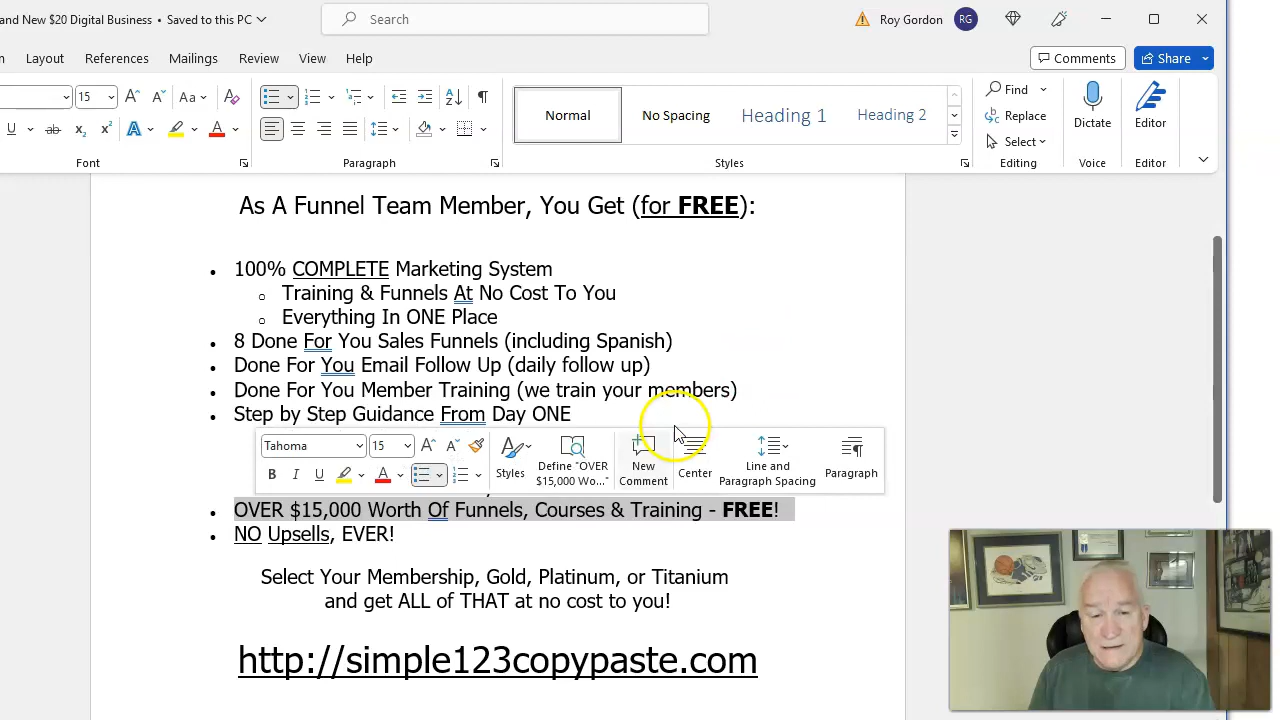 and New $20 Digital Business • Saved to this PC
Search
Roy Gordon
RG
Layout
References
Mailings
Review
View
Help
Comments
Share
15
Aa
Find
Replace
Select
Normal
No Spacing
Heading 1
Heading 2
Dictate
Editor
Font
Paragraph
Styles
Editing
Voice
Editor
As A Funnel Team Member, You Get (for FREE):
• 100% COMPLETE Marketing System
o Training & Funnels At No Cost To You
o Everything In ONE Place
• 8 Done For You Sales Funnels (including Spanish)
• Done For You Email Follow Up (daily follow up)
• Done For You Member Training (we train your members)
• Step by Step Guidance From Day ONE
Tahoma
15
B I U
Styles
Define "OVER
$15,000 Wo..."
New
Comment
Center
Line and
Paragraph Spacing
Paragraph
• OVER $15,000 Worth Of Funnels, Courses & Training - FREE!
• NO Upsells, EVER!
Select Your Membership, Gold, Platinum, or Titanium
and get ALL of THAT at no cost to you!
http://simple123copypaste.com